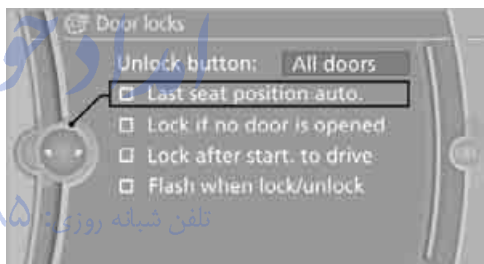 Door locks
Unlock button: All doors
Last seat position auto.
Lock if no door is opened
Lock after start. to drive
Flash when lock/unlock
تلفن شبانه روزی: